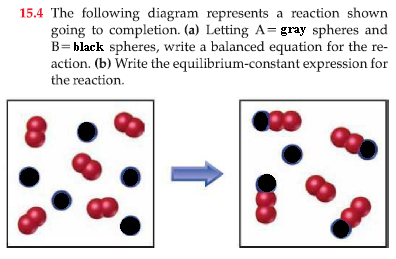 15.4 The following diagram represents a reaction shown
going to completion. (a) Letting A= gray spheres and
B=black spheres, write a balanced equation for the re-
action. (b) Write the equilibrium-constant expression for
the reaction.